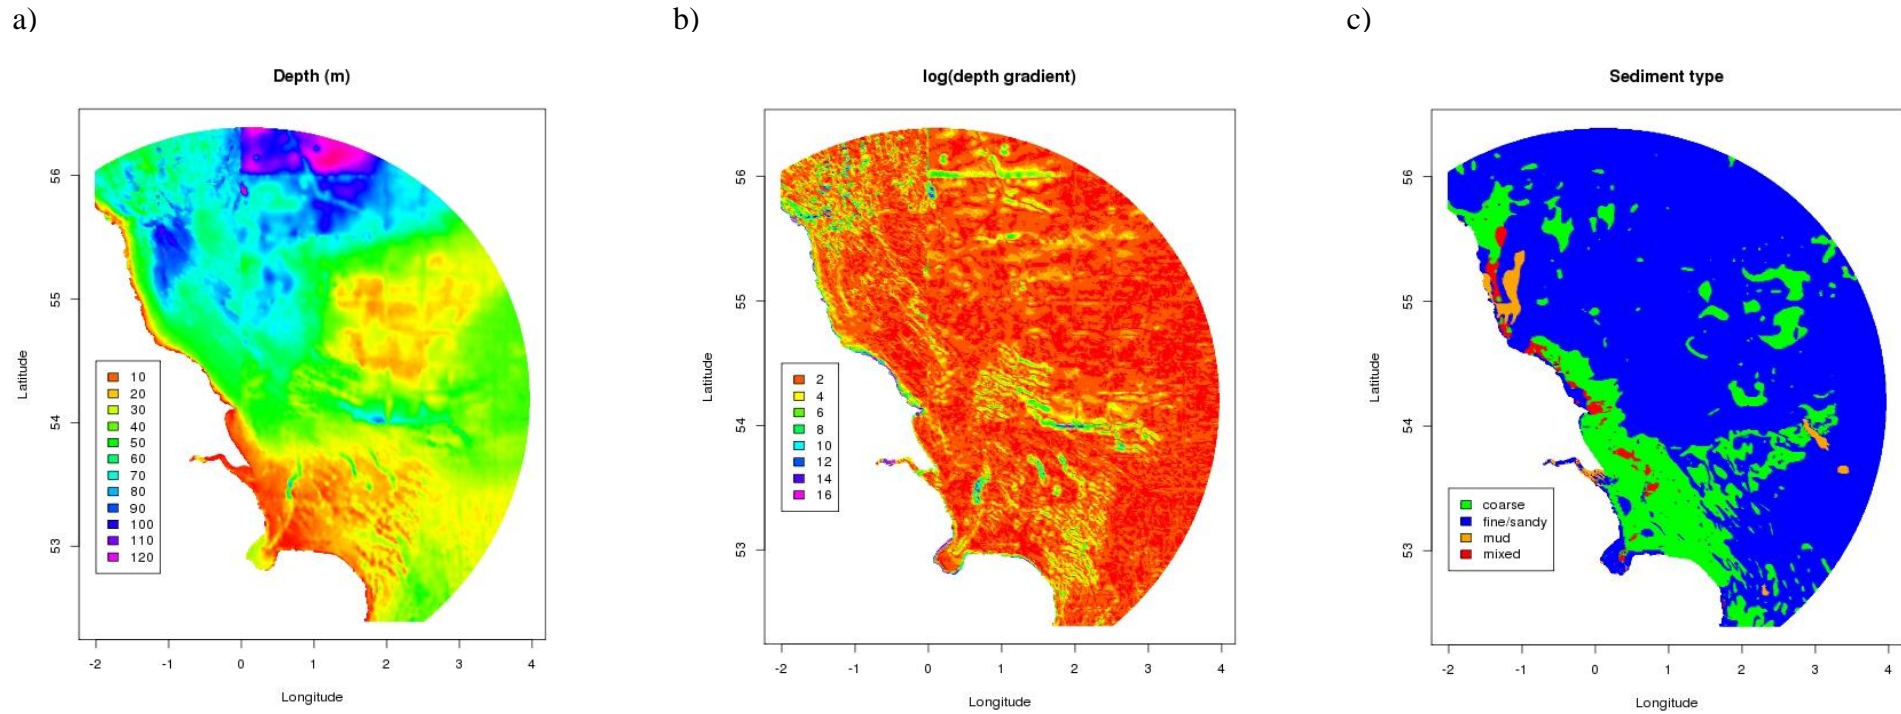 a)
b)
c)
Depth (m)
56
55
54
53
Latitude
10
20
30
40
50
60
70
80
90
100
110
120
-2 -1 0 1 2 3 4
Longitude
log(depth gradient)
56
55
54
53
Latitude
2
4
6
8
10
12
14
16
-2 -1 0 1 2 3 4
Longitude
Sediment type
56
55
54
53
Latitude
coarse
fine/sandy
mud
mixed
-2 -1 0 1 2 3 4
Longitude